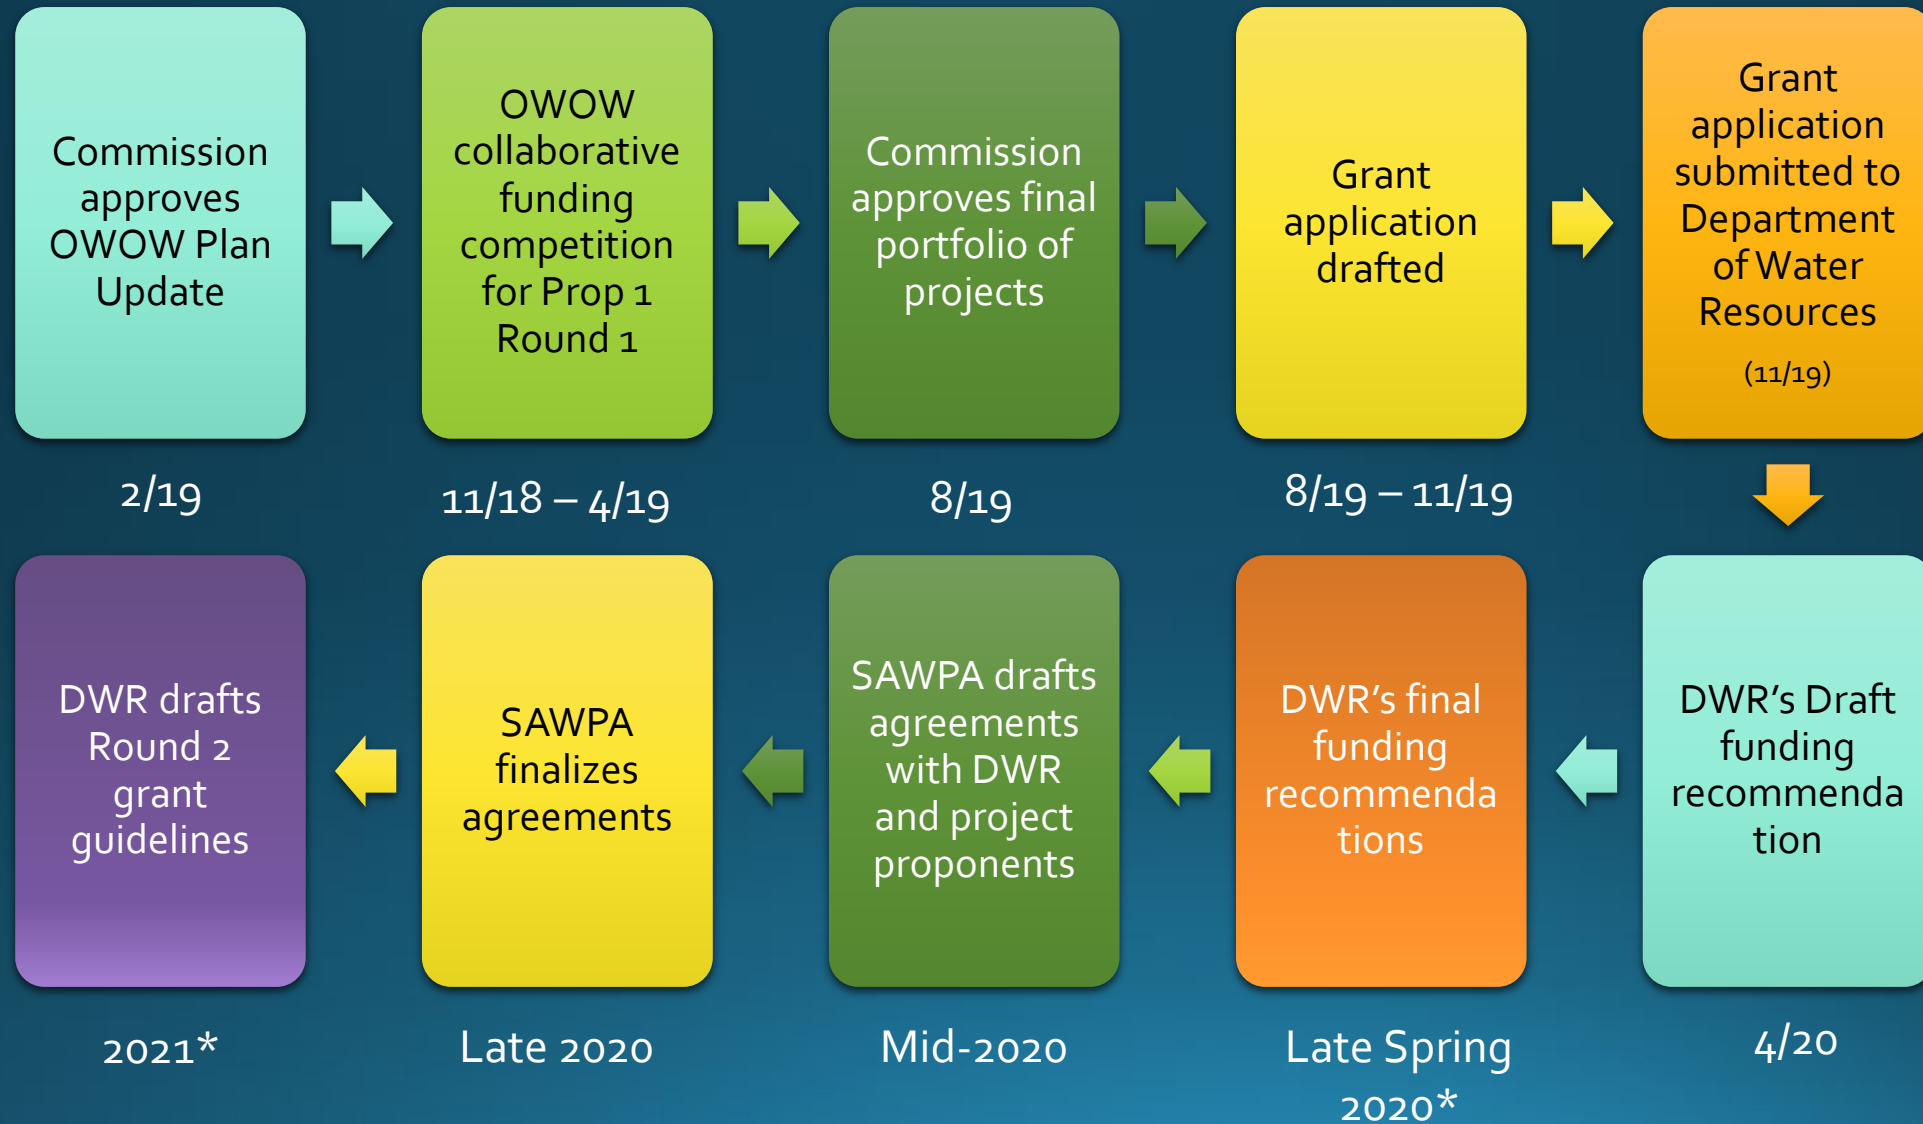 Commission
approves
OWOW Plan
Update
2/19
OWOW
collaborative
funding
competition
for Prop 1
Round 1
11/18 – 4/19
Commission
approves final
portfolio of
projects
8/19
Grant
application
drafted
8/19 – 11/19
Grant
application
submitted to
Department
of Water
Resources
(11/19)
DWR's Draft
funding
recommenda
tion
4/20
DWR's final
funding
recommenda
tions
Late Spring
2020*
SAWPA drafts
agreements
with DWR
and project
proponents
Mid-2020
SAWPA
finalizes
agreements
Late 2020
DWR drafts
Round 2
grant
guidelines
2021*